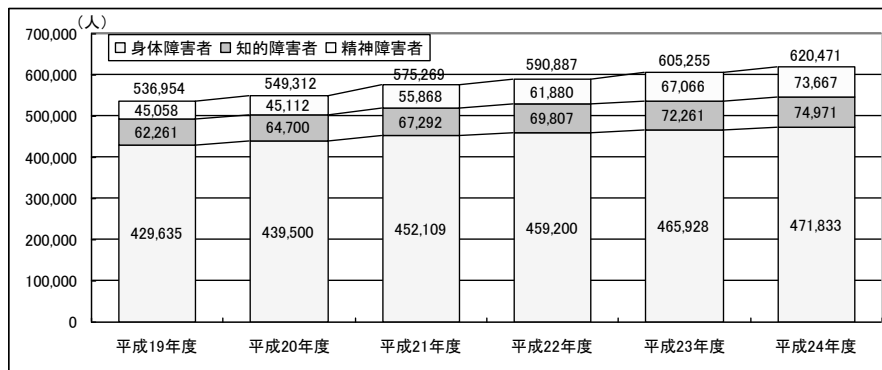 （人）
700,000
600,000
500,000
400,000
300,000
200,000
100,000
0
身体障害者 知的障害者 精神障害者
536,954 549,312 575,269 590,887 605,255 620,471
45,058 45,112 55,868 61,880 67,066 73,667
62,261 64,700 67,292 69,807 72,261 74,971
429,635 439,500 452,109 459,200 465,928 471,833
平成19年度 平成20年度 平成21年度 平成22年度 平成23年度 平成24年度